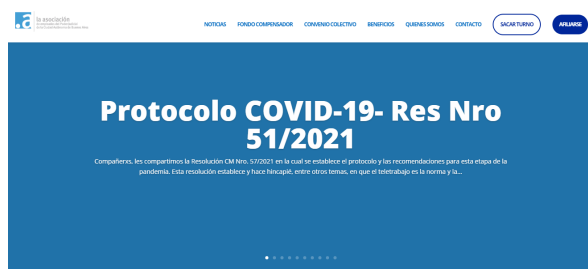 .a la asociación
NOTICIAS FONDO COMPENSADOR CONVENIO COLECTIVO BENEFICIOS QUIENES SOMOS CONTACTO SACAR TURNO AFILIARSE
Protocolo COVID-19- Res Nro
51/2021
Compañerxs, les compartimos la Resolución CM Nro. 57/2021 en la cual se establece el protocolo y las recomendaciones para esta etapa de la
pandemia. Esta resolución establece y hace hincapié, entre otros temas, en que el teletrabajo es la norma y la...